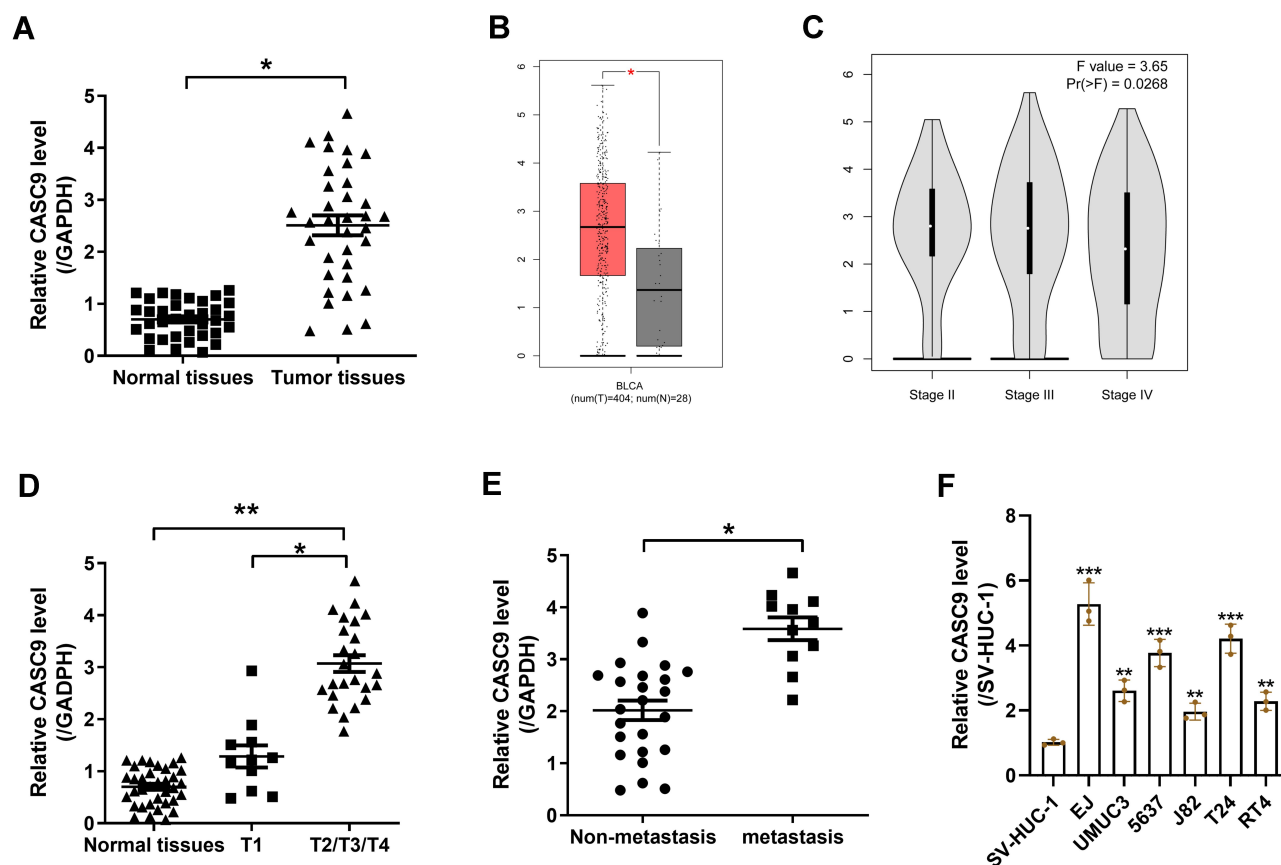 A
*
Relative CASC9 level
(/GAPDH)
5
4
3
2
1
0
Normal tissues
Tumor tissues
B
*
6
5
4
3
2
1
0
BLCA
(num(T)=404; num(N)=28)
C
F value = 3.65
Pr(>F) = 0.0268
6
5
4
3
2
1
0
Stage II
Stage III
Stage IV
D
**
*
Relative CASC9 level
(/GADPH)
5
4
3
2
1
0
Normal tissues
T1
T2/T3/T4
E
*
Relative CASC9 level
(/GAPDH)
5
4
3
2
1
0
Non-metastasis
metastasis
F
Relative CASC9 level
(/SV-HUC-1)
8
6
4
2
0
***
**
***
**
***
**
SV-HUC-1
EJ
UMUC3
5637
J82
T24
RT4